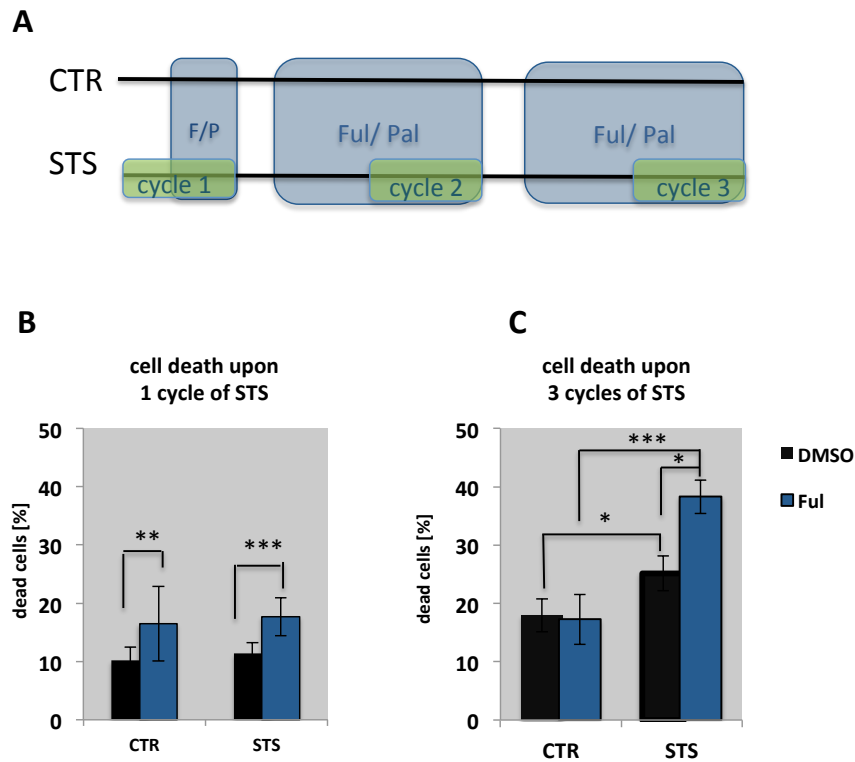 A
CTR
F/P
Ful/ Pal
Ful/ Pal
STS
cycle 1
cycle 2
cycle 3
B
cell death upon
1 cycle of STS
50
40
30
20
10
0
dead cells [%]
**
***
CTR
STS
C
cell death upon
3 cycles of STS
50
40
30
20
10
0
dead cells [%]
***
*
*
CTR
STS
DMSO
Ful